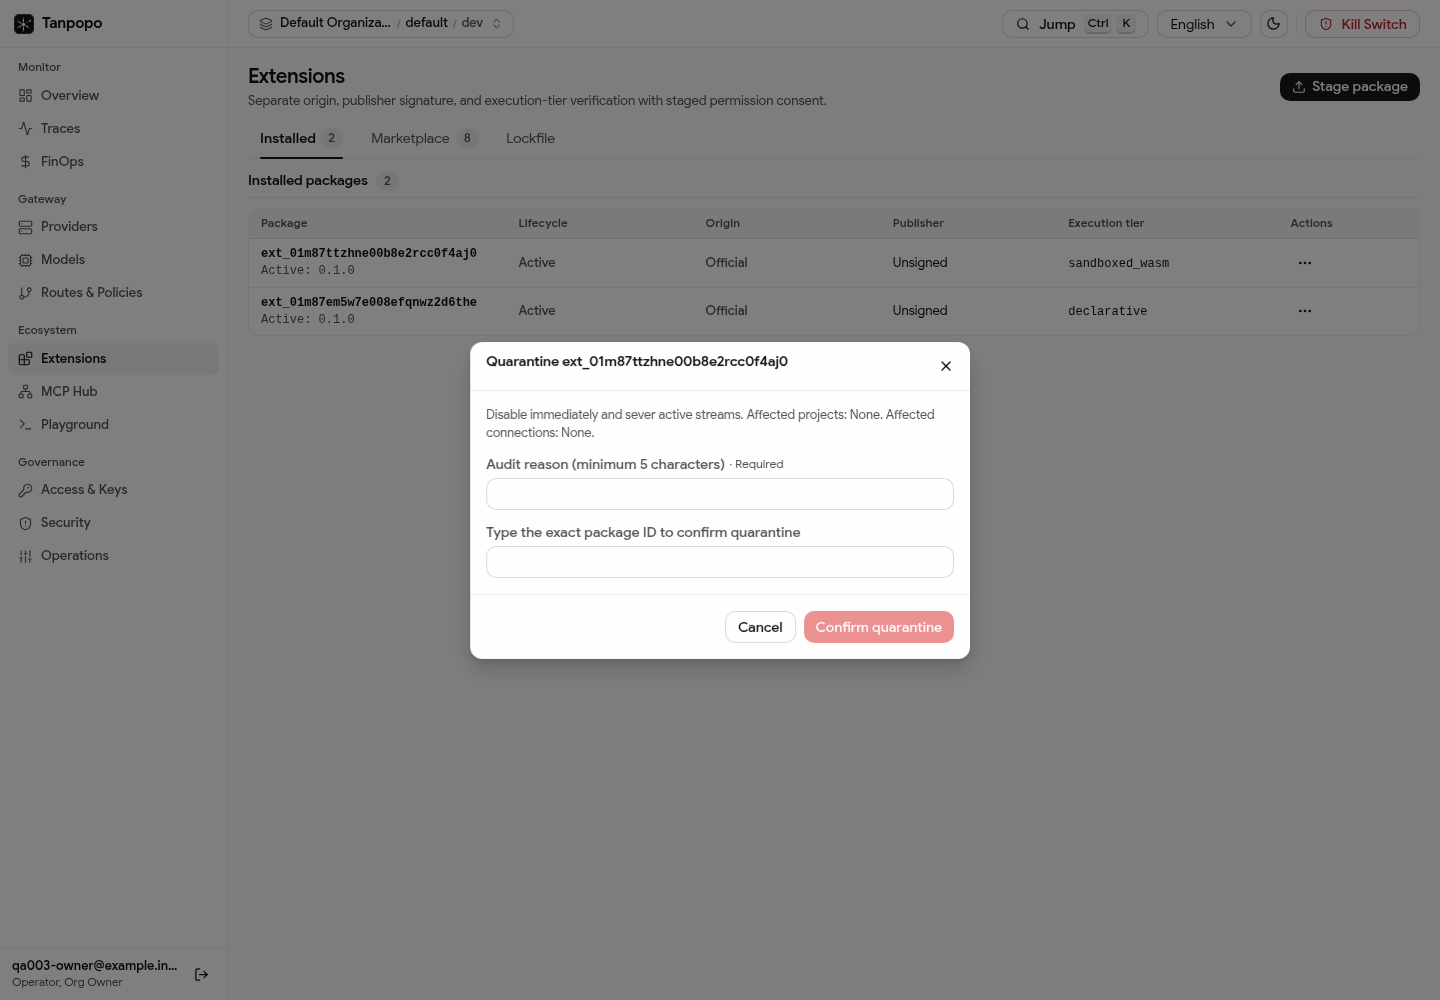 Tanpopo
Default Organiza... / default / dev
Jump Ctrl K
English
Kill Switch
Monitor
Overview
Traces
FinOps
Gateway
Providers
Models
Routes & Policies
Ecosystem
Extensions
MCP Hub
Playground
Governance
Access & Keys
Security
Operations
qa003-owner@example.in...
Operator, Org Owner
Extensions
Separate origin, publisher signature, and execution-tier verification with staged permission consent.
Stage package
Installed 2 Marketplace 8 Lockfile
Installed packages 2
Package Lifecycle Origin Publisher Execution tier Actions
ext_01m87ttzhne00b8e2rcc0f4aj0
Active: 0.1.0
Active Official Unsigned sandboxed_wasm
ext_01m87em5w7e008efqnwz2d6the
Active: 0.1.0
Active Official Unsigned declarative
Quarantine ext_01m87ttzhne00b8e2rcc0f4aj0
Disable immediately and sever active streams. Affected projects: None. Affected
connections: None.
Audit reason (minimum 5 characters) · Required
Type the exact package ID to confirm quarantine
Cancel
Confirm quarantine